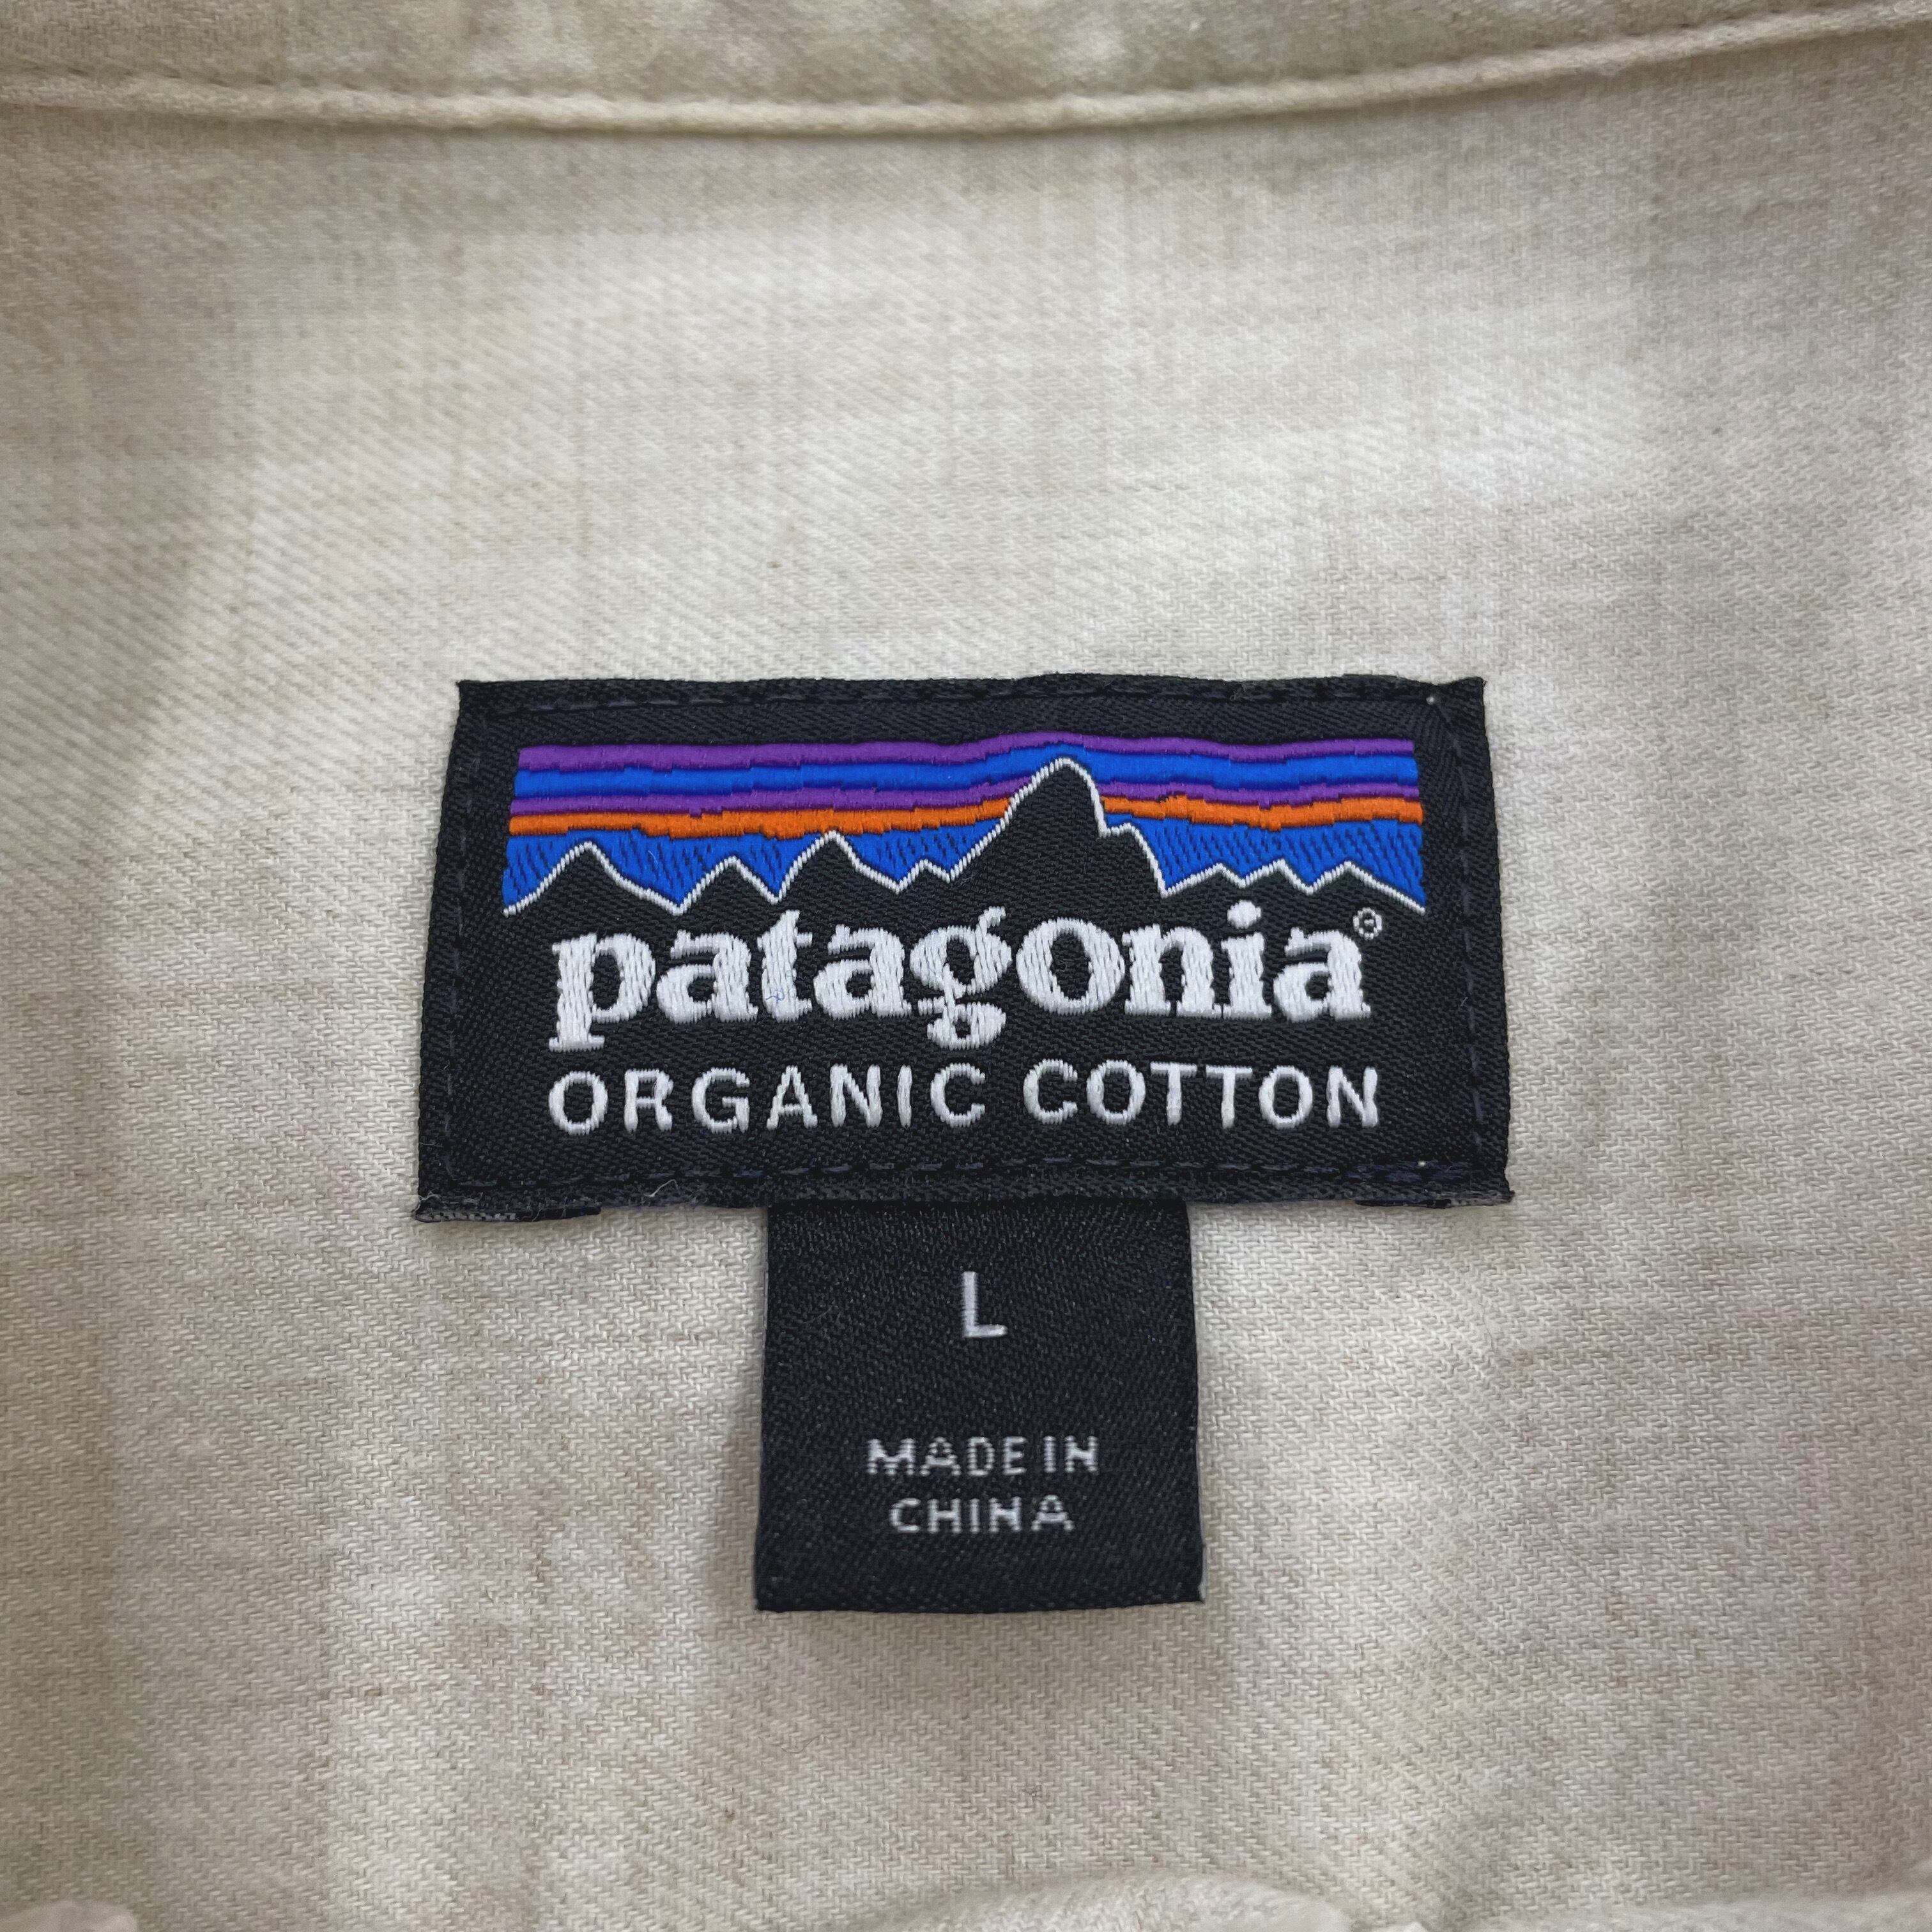 patagonia®
ORGANIC COTTON
L
MADE IN
CHINA